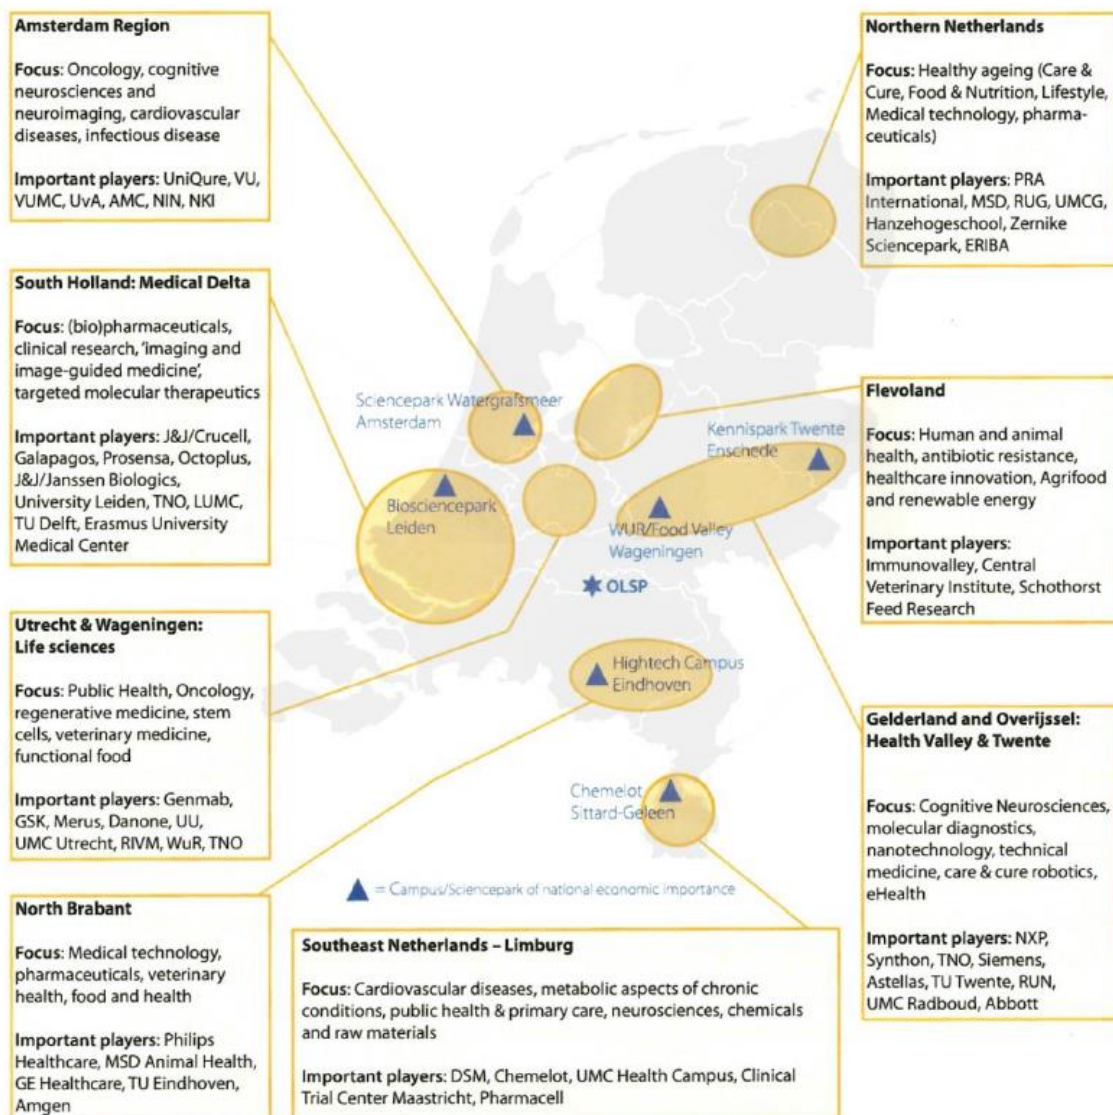 Amsterdam Region
Focus: Oncology, cognitive
neurosciences and
neuroimaging, cardiovascular
diseases, infectious disease
Important players: UniQure, VU,
VUMC, UvA, AMC, NIN, NKI
Northern Netherlands
Focus: Healthy ageing (Care &
Cure, Food & Nutrition, Lifestyle,
Medical technology, pharma-
ceuticals)
Important players: PRA
International, MSD, RUG, UMCG,
Hanzehogeschool, Zernike
Sciencepark, ERIBA
South Holland: Medical Delta
Focus: (bio)pharmaceuticals,
clinical research, 'imaging and
image-guided medicine',
targeted molecular therapeutics
Important players: J&J/Crucell,
Galapagos, Prosensa, Octoplus,
J&J/Janssen Biologics,
University Leiden, TNO, LUMC,
TU Delft, Erasmus University
Medical Center
Sciencepark Watergrafsmeer
Amsterdam
Biosciencepark
Leiden
Kennispark Twente
Enschede
WUR/Food Valley
Wageningen
OLSP
Hightech Campus
Eindhoven
Chemelot
Sittard-Geleen
= Campus/Sciencepark of national economic importance
Flevoland
Focus: Human and animal
health, antibiotic resistance,
healthcare innovation, Agrifood
and renewable energy
Important players:
Immunovalley, Central
Veterinary Institute, Schothorst
Feed Research
Utrecht & Wageningen:
Life sciences
Focus: Public Health, Oncology,
regenerative medicine, stem
cells, veterinary medicine,
functional food
Important players: Genmab,
GSK, Merus, Danone, UU,
UMC Utrecht, RIVM, WuR, TNO
Gelderland and Overijssel:
Health Valley & Twente
Focus: Cognitive Neurosciences,
molecular diagnostics,
nanotechnology, technical
medicine, care & cure robotics,
eHealth
Important players: NXP,
Synthon, TNO, Siemens,
Astellas, TU Twente, RUN,
UMC Radboud, Abbott
North Brabant
Focus: Medical technology,
pharmaceuticals, veterinary
health, food and health
Important players: Philips
Healthcare, MSD Animal Health,
GE Healthcare, TU Eindhoven,
Amgen
Southeast Netherlands – Limburg
Focus: Cardiovascular diseases, metabolic aspects of chronic
conditions, public health & primary care, neurosciences, chemicals
and raw materials
Important players: DSM, Chemelot, UMC Health Campus, Clinical
Trial Center Maastricht, Pharmacell